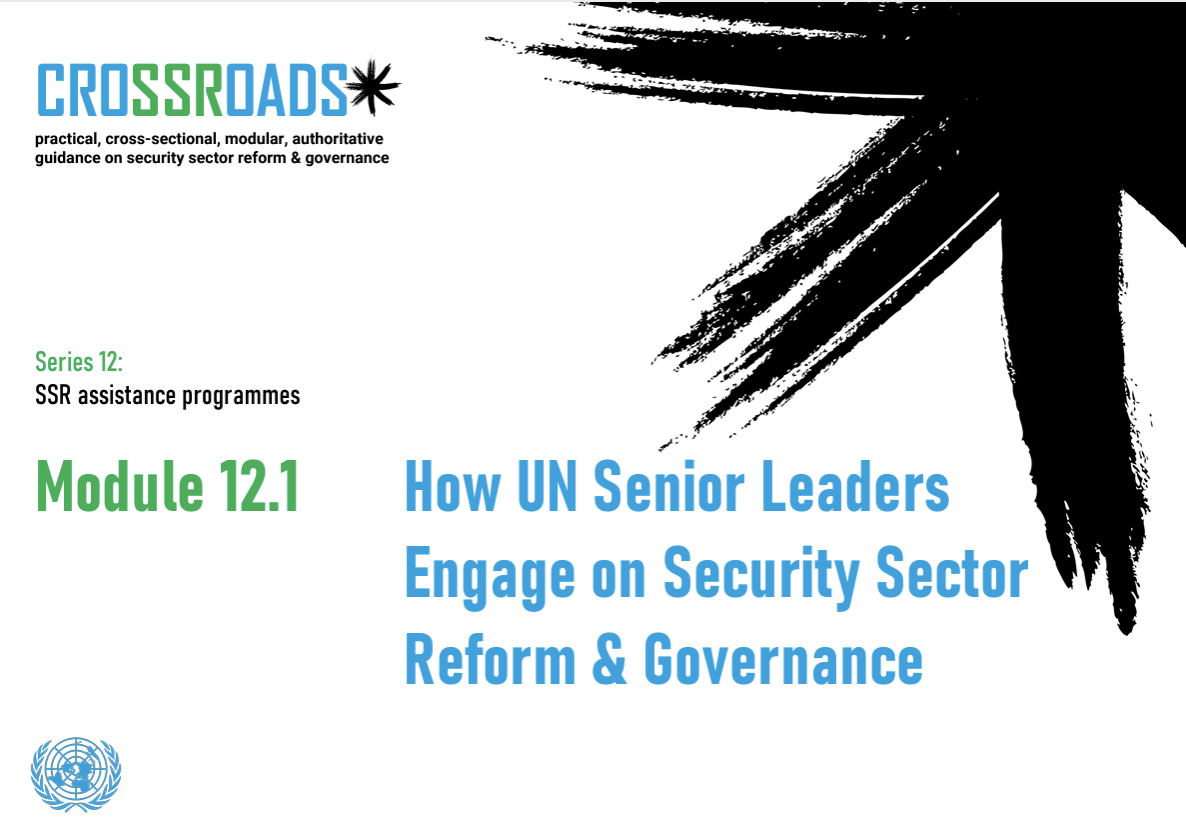 CROSSROADS
practical, cross-sectional, modular, authoritative
guidance on security sector reform & governance
Series 12:
SSR assistance programmes
Module 12.1
How UN Senior Leaders
Engage on Security Sector
Reform & Governance